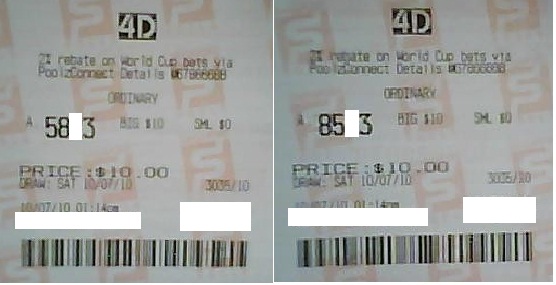 4D
2% rebate on World Cup bets via
PoolzConnect Details
ORDINARY
A 58 3 BIG $10 SML $0
PRICE:$10.00
DRAW: SAT 10/07/10 3035/10
10/07/10 01:14pm
4D
2% rebate on World Cup bets via
PoolzConnect Details
ORDINARY
A 85 3 BIG $10 SML $0
PRICE:$10.00
DRAW: SAT 10/07/10 3035/10
10/07/10 01:14pm